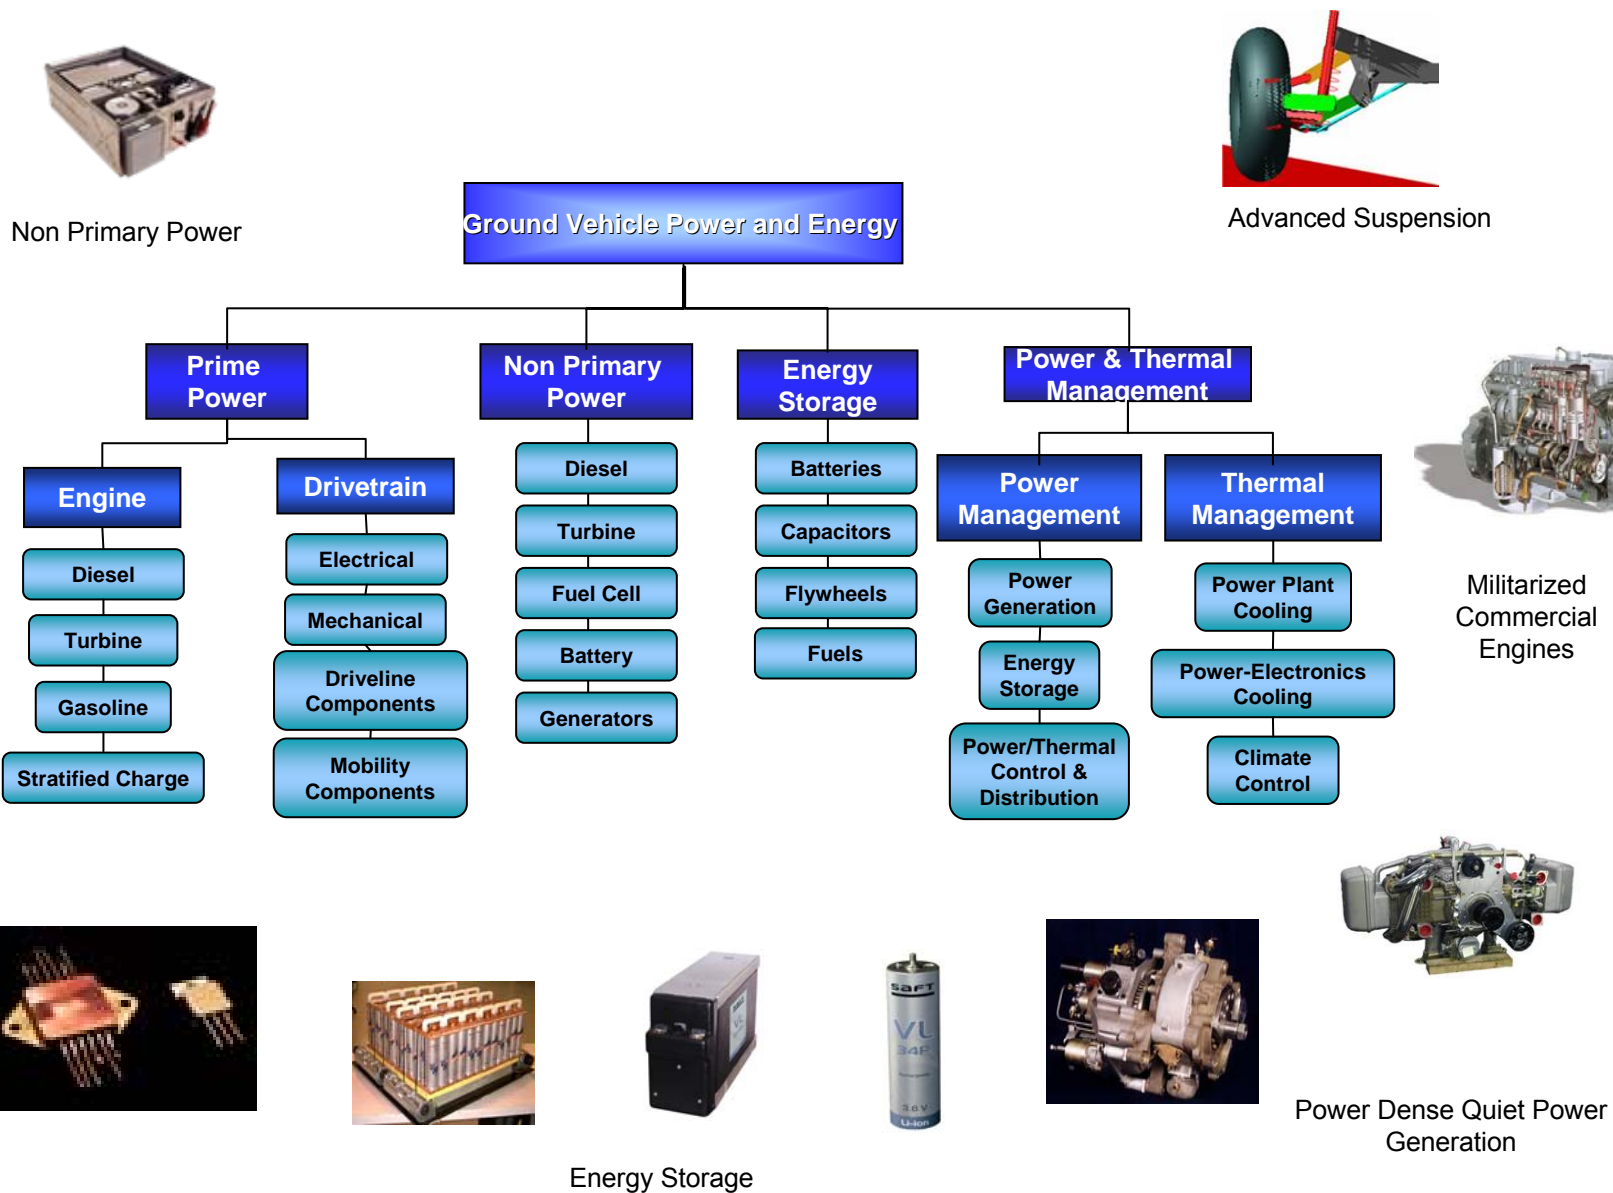 Non Primary Power
Advanced Suspension
Ground Vehicle Power and Energy
Prime
Power
Non Primary
Power
Energy
Storage
Power & Thermal
Management
Engine
Drivetrain
Power
Management
Thermal
Management
Diesel
Turbine
Gasoline
Stratified Charge
Electrical
Mechanical
Driveline
Components
Mobility
Components
Diesel
Turbine
Fuel Cell
Battery
Generators
Batteries
Capacitors
Flywheels
Fuels
Power
Generation
Energy
Storage
Power/Thermal
Control &
Distribution
Power Plant
Cooling
Power-Electronics
Cooling
Climate
Control
Militarized
Commercial
Engines
VL
SAFT
VL
34P
3.6 V
Li-ion
Power Dense Quiet Power
Generation
Energy Storage